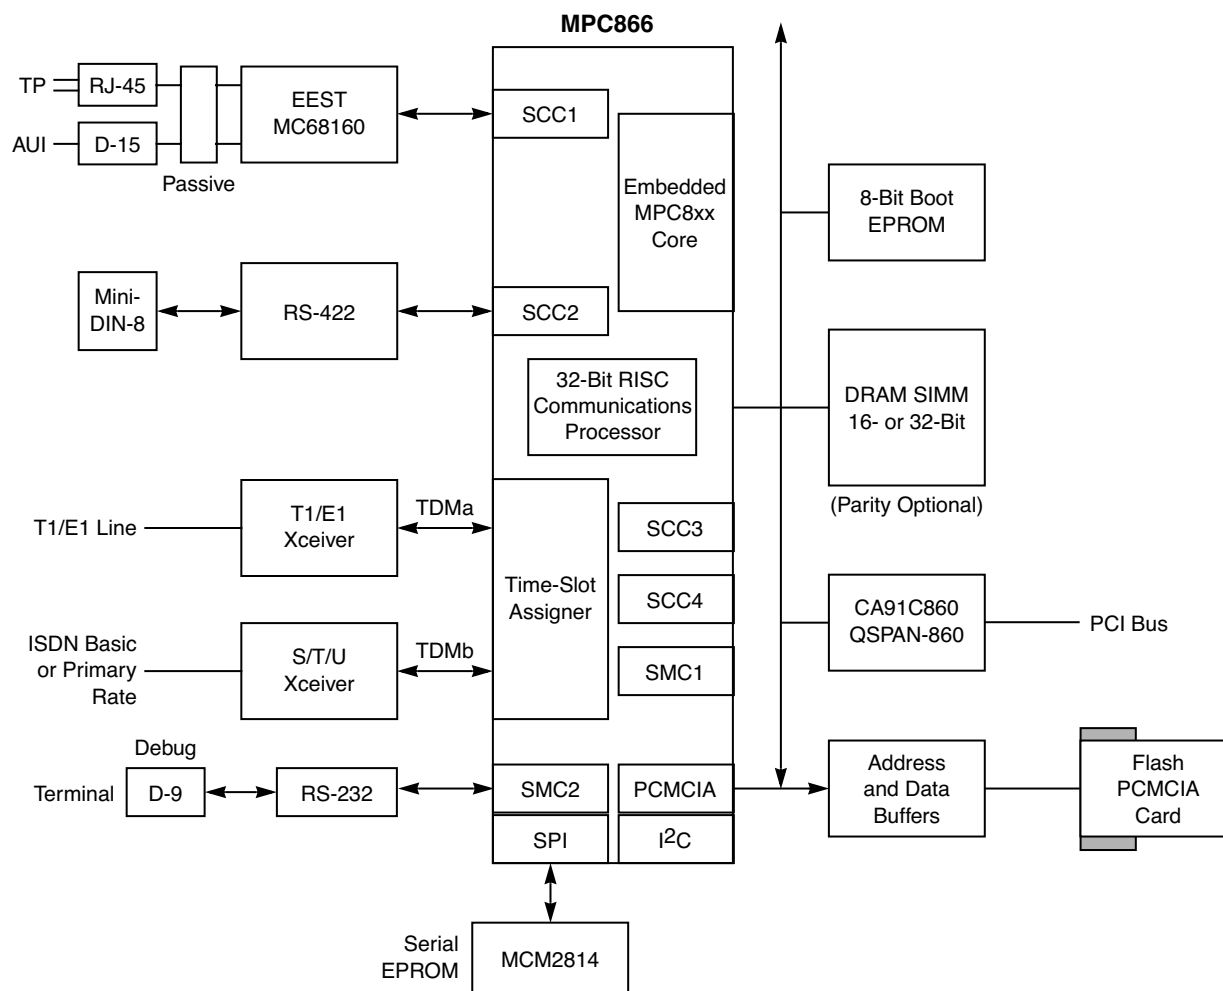 MPC866
TP
RJ-45
AUI
D-15
Passive
EEST
MC68160
SCC1
Embedded
MPC8xx
Core
8-Bit Boot
EPROM
Mini-
DIN-8
RS-422
SCC2
32-Bit RISC
Communications
Processor
DRAM SIMM
16- or 32-Bit
(Parity Optional)
T1/E1 Line
T1/E1
Xceiver
TDMa
Time-Slot
Assigner
SCC3
SCC4
SMC1
CA91C860
QSPAN-860
PCI Bus
ISDN Basic
or Primary
Rate
S/T/U
Xceiver
TDMb
Debug
Terminal
D-9
RS-232
SMC2
PCMCIA
SPI
I2C
Address
and Data
Buffers
Flash
PCMCIA
Card
Serial
EPROM
MCM2814